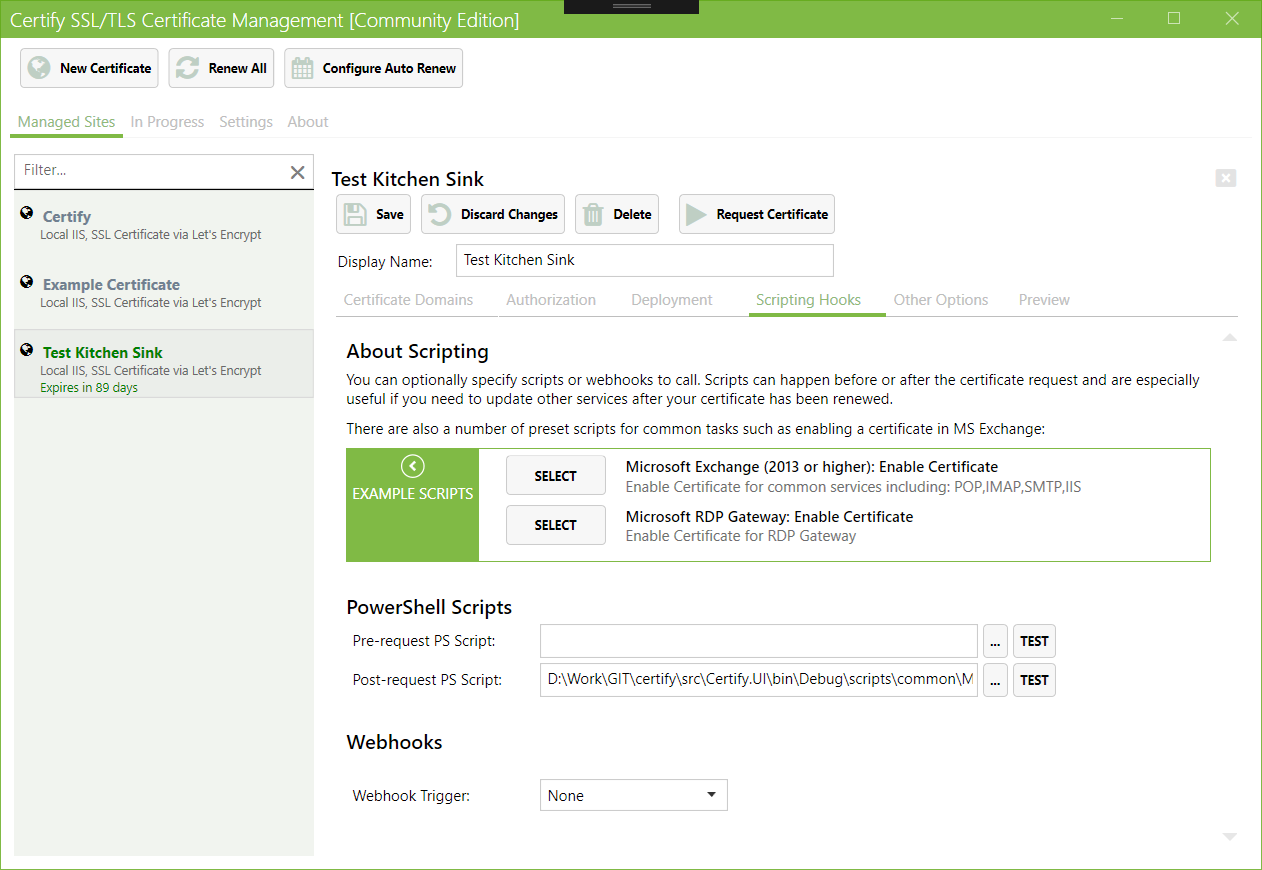 Certify SSL/TLS Certificate Management [Community Edition]
New Certificate
Renew All
Configure Auto Renew
Managed Sites
In Progress
Settings
About
Filter...
Certify
Local IIS, SSL Certificate via Let's Encrypt
Example Certificate
Local IIS, SSL Certificate via Let's Encrypt
Test Kitchen Sink
Local IIS, SSL Certificate via Let's Encrypt
Expires in 89 days
Test Kitchen Sink
Save
Discard Changes
Delete
Request Certificate
Display Name:
Test Kitchen Sink
Certificate Domains
Authorization
Deployment
Scripting Hooks
Other Options
Preview
About Scripting
You can optionally specify scripts or webhooks to call. Scripts can happen before or after the certificate request and are especially
useful if you need to update other services after your certificate has been renewed.
There are also a number of preset scripts for common tasks such as enabling a certificate in MS Exchange:
EXAMPLE SCRIPTS
SELECT
Microsoft Exchange (2013 or higher): Enable Certificate
Enable Certificate for common services including: POP,IMAP,SMTP,IIS
SELECT
Microsoft RDP Gateway: Enable Certificate
Enable Certificate for RDP Gateway
PowerShell Scripts
Pre-request PS Script:
...
TEST
Post-request PS Script:
D:\Work\GIT\certify\src\Certify.UI\bin\Debug\scripts\common\M
...
TEST
Webhooks
Webhook Trigger:
None